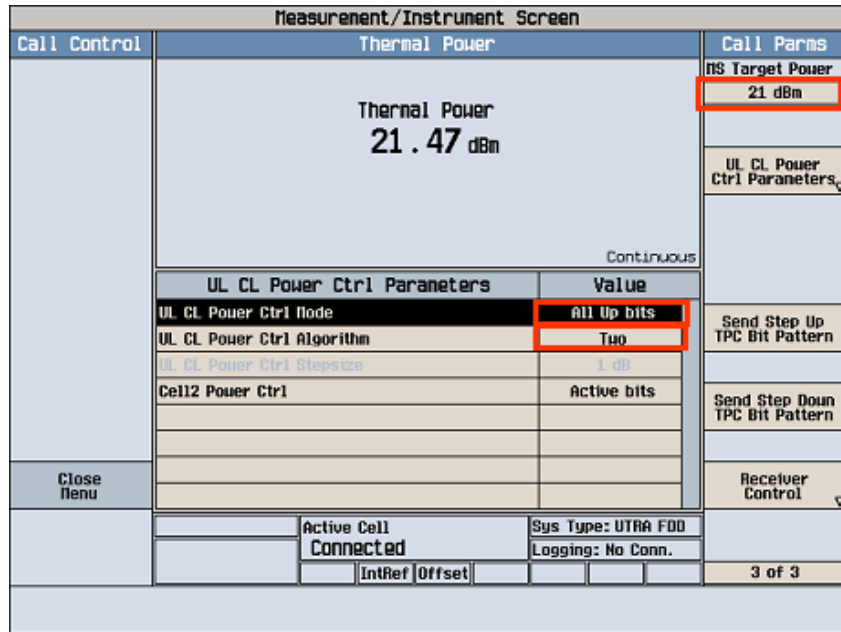 Measurement/Instrument Screen
Call Control
Thermal Power
Call Parms
MS Target Power
21 dBm
Thermal Power
21.47 dBm
UL CL Power
Ctrl Parameters
Continuous
UL CL Power Ctrl Parameters
Value
UL CL Power Ctrl Mode
All Up bits
UL CL Power Ctrl Algorithm
Two
UL CL Power Ctrl Stepsize
1 dB
Cell2 Power Ctrl
Active bits
Send Step Up
TPC Bit Pattern
Send Step Down
TPC Bit Pattern
Close
Menu
Receiver
Control
Active Cell
Connected
Sys Type: UTRA FDD
Logging: No Conn.
IntRef
Offset
3 of 3